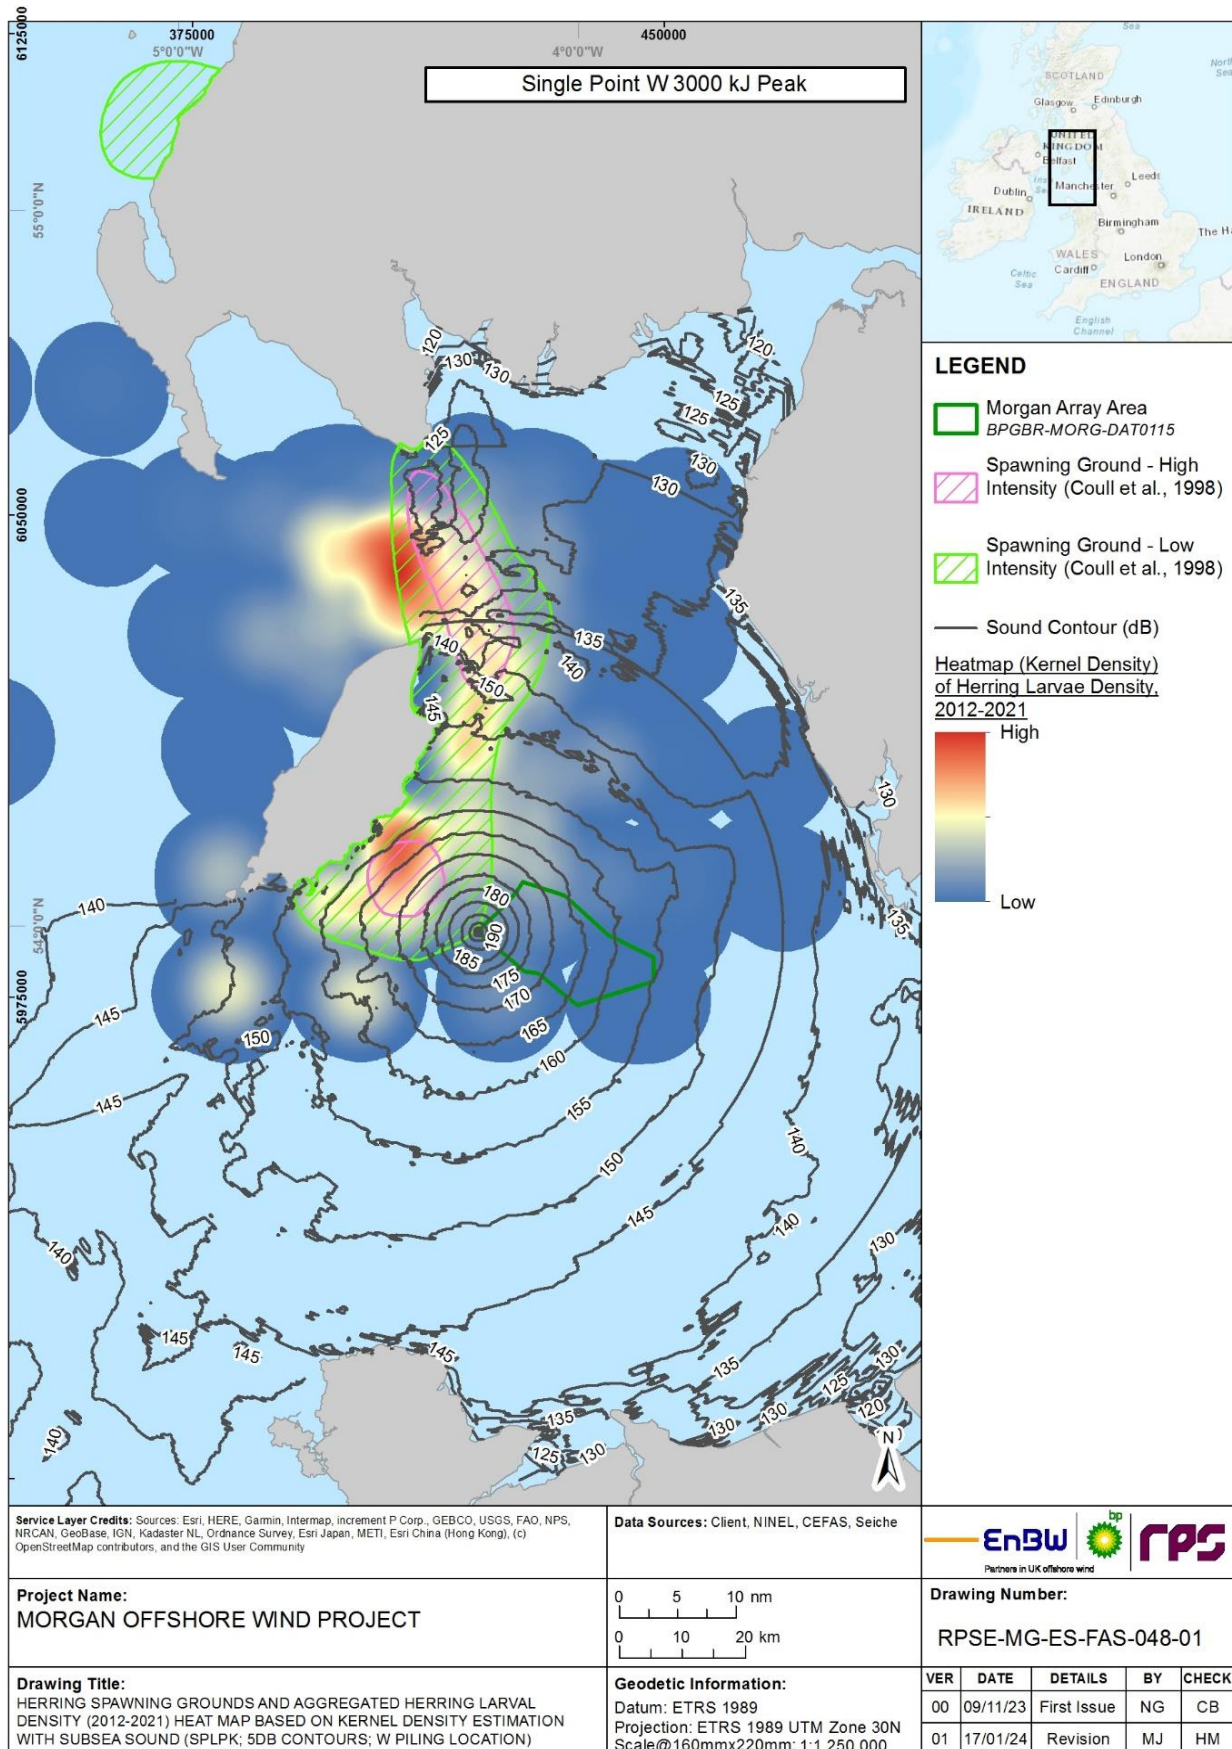 Single Point W 3000 kJ Peak
6125000
375000
450000
5°0'0"W
4°0'0"W
55°0'0"N
6050000
54°0'0"N
5975000
120
130
130
120
125
125
130
130
125
135
135
140
140
150
145
130
135
180
190
185
175
170
165
160
155
150
145
140
140
130
140
145
150
145
140
145
145
140
145
135
130
125
120
130
130
135
125
130
N
SCOTLAND
Glasgow
Edinburgh
UNITED
KINGDOM
Belfast
Leeds
Manchester
Dublin
IRELAND
Birmingham
WALES
London
Cardiff
ENGLAND
Celtic
Sea
English
Channel
LEGEND
Morgan Array Area
BPGBR-MORG-DAT0115
Spawning Ground - High
Intensity (Coull et al., 1998)
Spawning Ground - Low
Intensity (Coull et al., 1998)
Sound Contour (dB)
Heatmap (Kernel Density)
of Herring Larvae Density,
2012-2021
High
Low
Service Layer Credits: Sources: Esri, HERE, Garmin, Intermap, increment P Corp., GEBCO, USGS, FAO, NPS,
NRCAN, GeoBase, IGN, Kadaster NL, Ordnance Survey, Esri Japan, METI, Esri China (Hong Kong), (c)
OpenStreetMap contributors, and the GIS User Community
Data Sources: Client, NINEL, CEFAS, Seiche
EnBW
Partners in UK offshore wind
bp
rps
Project Name:
MORGAN OFFSHORE WIND PROJECT
0 5 10 nm
0 10 20 km
Drawing Number:
RPSE-MG-ES-FAS-048-01
Drawing Title:
HERRING SPAWNING GROUNDS AND AGGREGATED HERRING LARVAL
DENSITY (2012-2021) HEAT MAP BASED ON KERNEL DENSITY ESTIMATION
WITH SUBSEA SOUND (SPLPK; 5DB CONTOURS; W PILING LOCATION)
Geodetic Information:
Datum: ETRS 1989
Projection: ETRS 1989 UTM Zone 30N
Scale@160mmx220mm: 1:1,250,000
VER DATE DETAILS BY CHECK
00 09/11/23 First Issue NG CB
01 17/01/24 Revision MJ HM